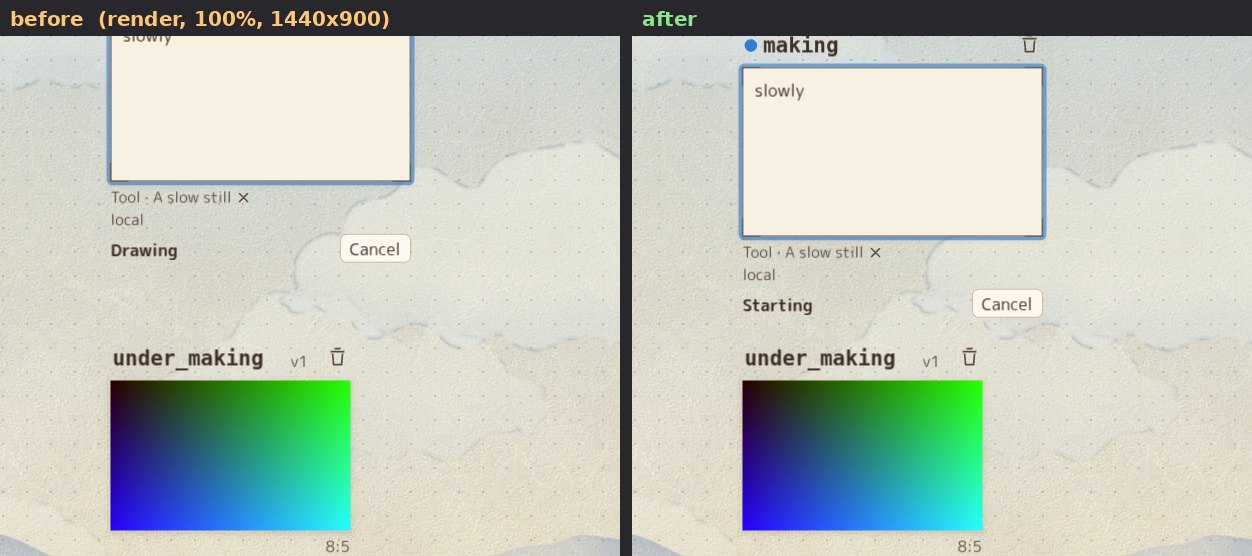 before (render, 100%, 1440x900)
slowly
Tool · A slow still ×
local
Drawing
Cancel
under_making v1
8:5
after
making
slowly
Tool · A slow still ×
local
Starting
Cancel
under_making v1
8:5